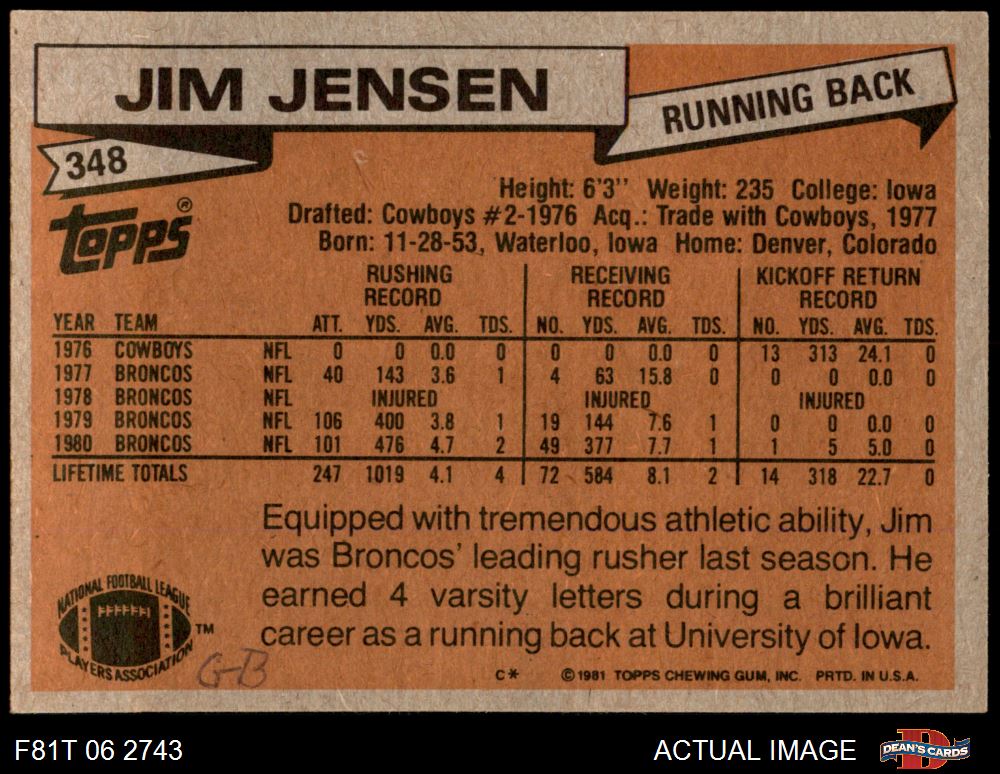 JIM JENSEN
RUNNING BACK
348
Topps®
Height: 6'3'' Weight: 235 College: Iowa
Drafted: Cowboys #2-1976 Acq.: Trade with Cowboys, 1977
Born: 11-28-53, Waterloo, Iowa Home: Denver, Colorado
RUSHING RECORD RECEIVING RECORD KICKOFF RETURN RECORD
YEAR TEAM ATT. YDS. AVG. TDS. NO. YDS. AVG. TDS. NO. YDS. AVG. TDS.
1976 COWBOYS NFL 0 0 0.0 0 0 0 0.0 0 13 313 24.1 0
1977 BRONCOS NFL 40 143 3.6 1 4 63 15.8 0 0 0 0.0 0
1978 BRONCOS NFL INJURED INJURED INJURED
1979 BRONCOS NFL 106 400 3.8 1 19 144 7.6 1 0 0 0.0 0
1980 BRONCOS NFL 101 476 4.7 2 49 377 7.7 1 1 5 5.0 0
LIFETIME TOTALS 247 1019 4.1 4 72 584 8.1 2 14 318 22.7 0
Equipped with tremendous athletic ability, Jim
was Broncos' leading rusher last season. He
earned 4 varsity letters during a brilliant
career as a running back at University of Iowa.
NATIONAL FOOTBALL LEAGUE
PLAYERS ASSOCIATION
TM
G-B
C* ©1981 TOPPS CHEWING GUM, INC. PRTD. IN U.S.A.
F81T 06 2743
ACTUAL IMAGE
DEAN'S CARDS